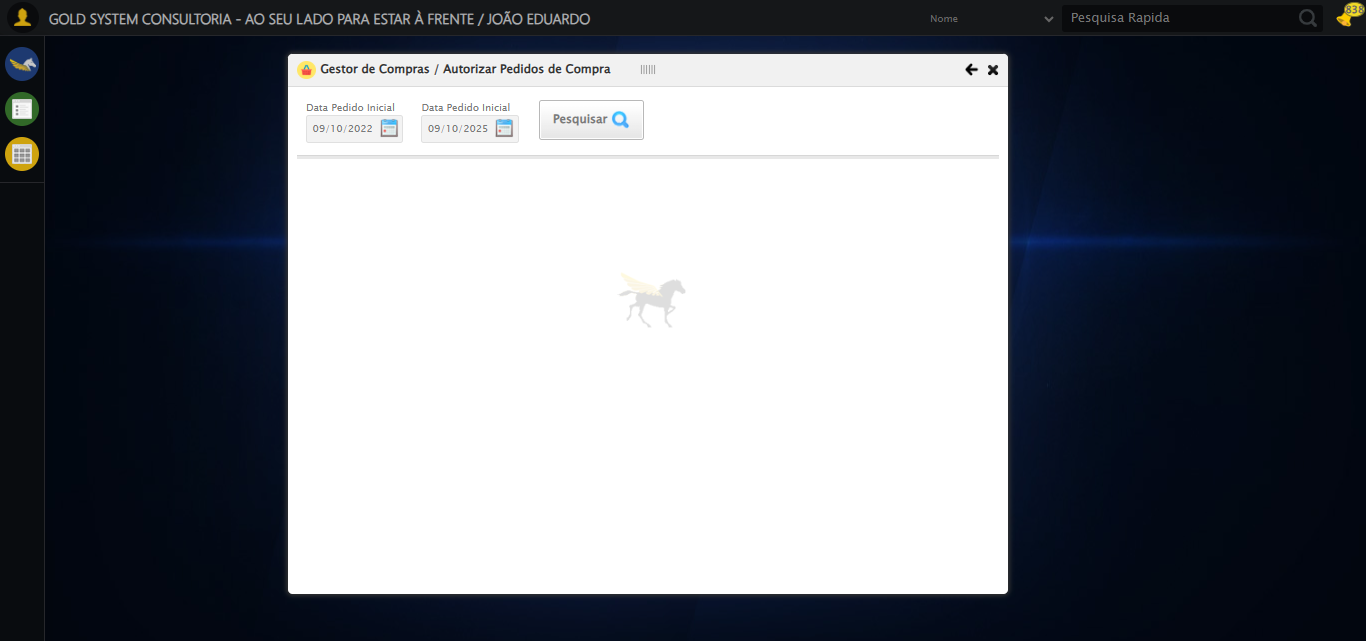 GOLD SYSTEM CONSULTORIA - AO SEU LADO PARA ESTAR À FRENTE / JOÃO EDUARDO
Nome
Pesquisa Rapida
838
Gestor de Compras / Autorizar Pedidos de Compra
Data Pedido Inicial
Data Pedido Inicial
09/10/2022
09/10/2025
Pesquisar